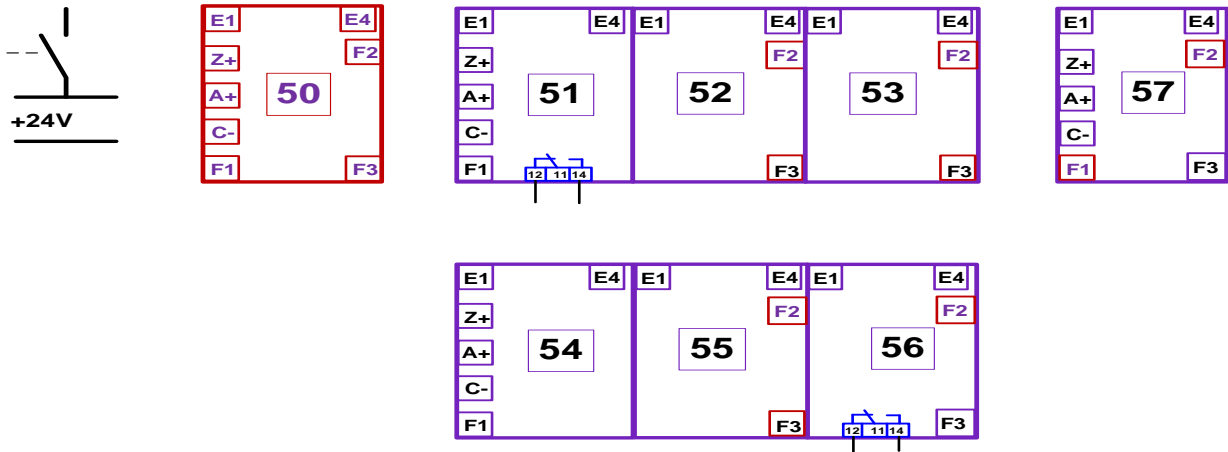 E1 E4 E1 E4 E1 E4 E1 E4 E1 E4
F2 F2 F2 F2
Z+ Z+ Z+
50 51 52 53 57
A+ A+ A+
+24V
C- C- C-
F1 F3 F1 12 11 14 F3 F3 F1 F3
E1 E4 E1 E4 E1 E4
Z+ F2 F2
A+ 54 55 56
C-
F1 F3 12 11 14 F3